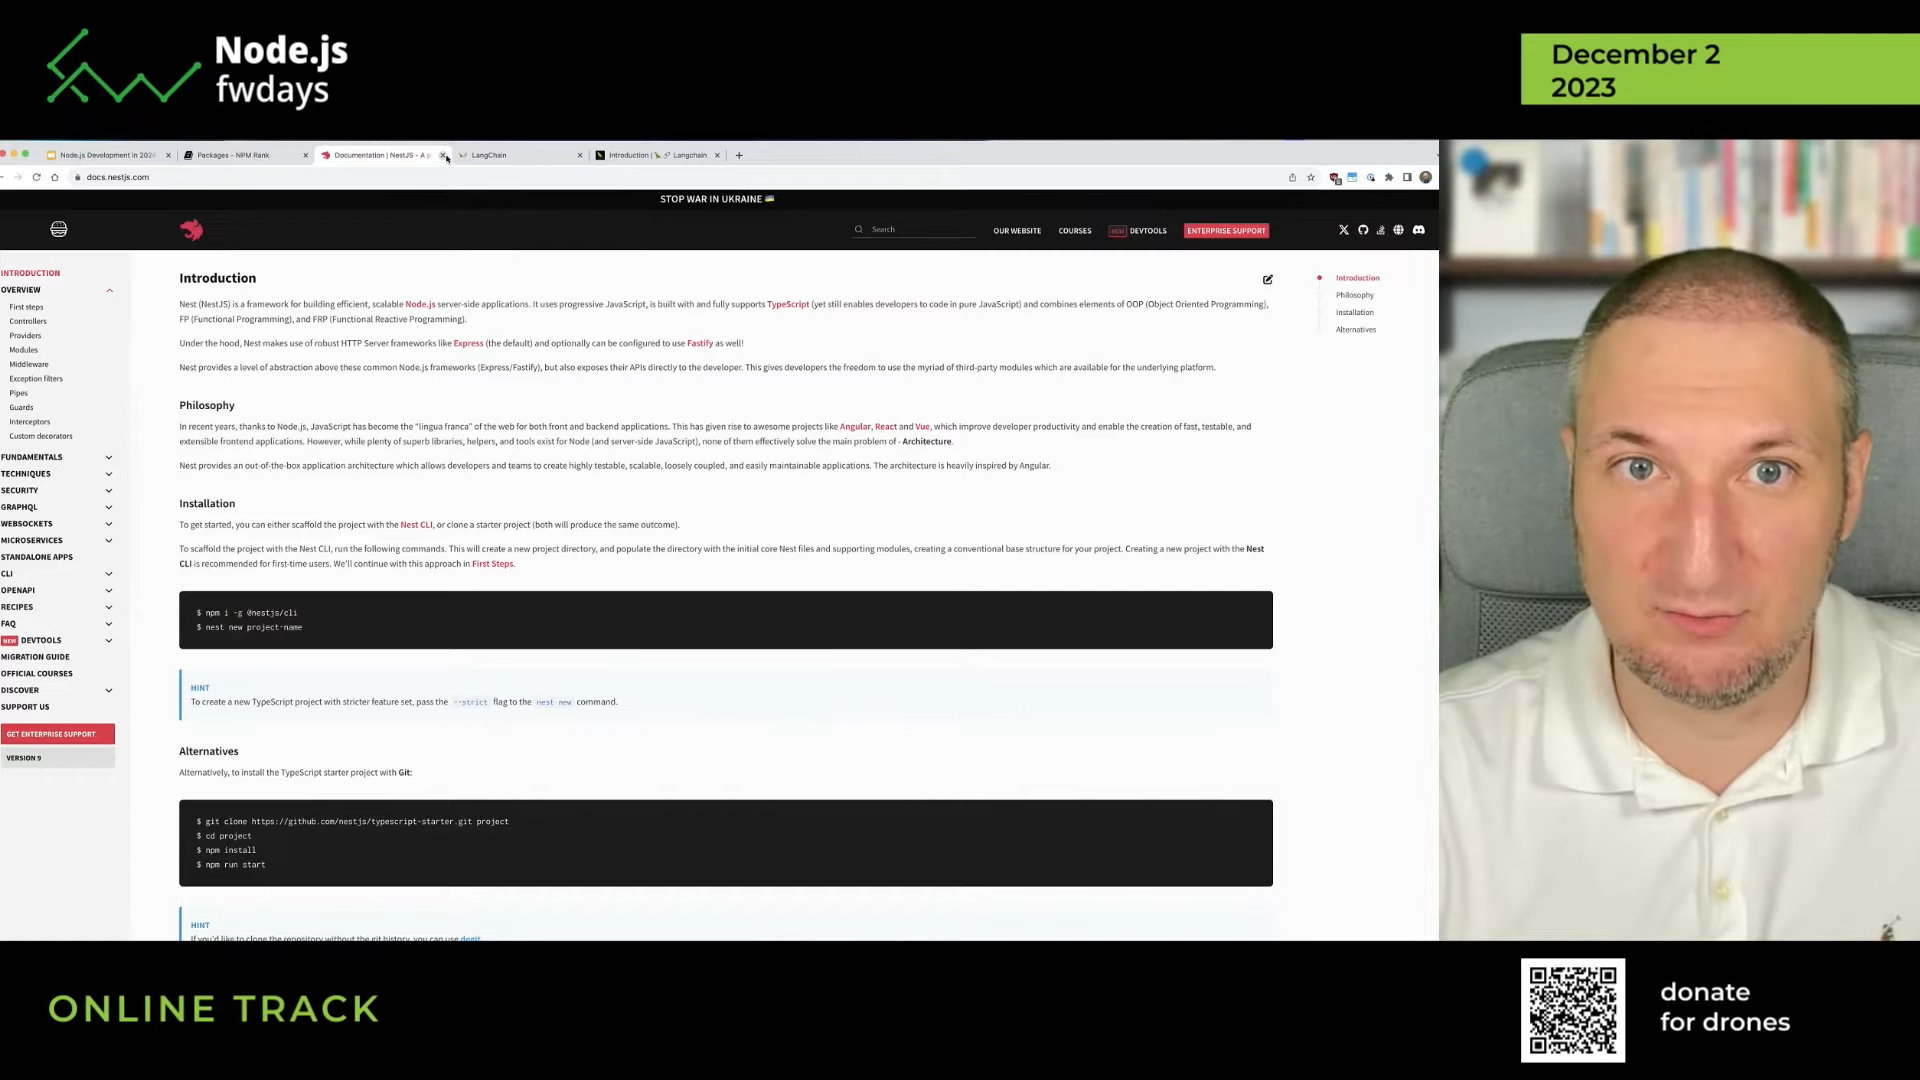 Node.js
fwdays
December 2
2023
Node.js Development in 2024
Packages - NPM Rank
Documentation | NestJS - A p
LangChain
Introduction | Langchain
docs.nestjs.com
STOP WAR IN UKRAINE
Search
OUR WEBSITE
COURSES
NEW DEVTOOLS
ENTERPRISE SUPPORT
INTRODUCTION
OVERVIEW
First steps
Controllers
Providers
Modules
Middleware
Exception filters
Pipes
Guards
Interceptors
Custom decorators
FUNDAMENTALS
TECHNIQUES
SECURITY
GRAPHQL
WEBSOCKETS
MICROSERVICES
STANDALONE APPS
CLI
OPENAPI
RECIPES
FAQ
NEW DEVTOOLS
MIGRATION GUIDE
OFFICIAL COURSES
DISCOVER
SUPPORT US
GET ENTERPRISE SUPPORT
VERSION 9
Introduction
Nest (NestJS) is a framework for building efficient, scalable Node.js server-side applications. It uses progressive JavaScript, is built with and fully supports TypeScript (yet still enables developers to code in pure JavaScript) and combines elements of OOP (Object Oriented Programming),
FP (Functional Programming), and FRP (Functional Reactive Programming).
Under the hood, Nest makes use of robust HTTP Server frameworks like Express (the default) and optionally can be configured to use Fastify as well!
Nest provides a level of abstraction above these common Node.js frameworks (Express/Fastify), but also exposes their APIs directly to the developer. This gives developers the freedom to use the myriad of third-party modules which are available for the underlying platform.
Philosophy
In recent years, thanks to Node.js, JavaScript has become the "lingua franca" of the web for both front and backend applications. This has given rise to awesome projects like Angular, React and Vue, which improve developer productivity and enable the creation of fast, testable, and
extensible frontend applications. However, while plenty of superb libraries, helpers, and tools exist for Node (and server-side JavaScript), none of them effectively solve the main problem of - Architecture.
Nest provides an out-of-the-box application architecture which allows developers and teams to create highly testable, scalable, loosely coupled, and easily maintainable applications. The architecture is heavily inspired by Angular.
Installation
To get started, you can either scaffold the project with the Nest CLI, or clone a starter project (both will produce the same outcome).
To scaffold the project with the Nest CLI, run the following commands. This will create a new project directory, and populate the directory with the initial core Nest files and supporting modules, creating a conventional base structure for your project. Creating a new project with the Nest
CLI is recommended for first-time users. We'll continue with this approach in First Steps.
$ npm i -g @nestjs/cli
$ nest new project-name
HINT
To create a new TypeScript project with stricter feature set, pass the --strict flag to the nest new command.
Alternatives
Alternatively, to install the TypeScript starter project with Git:
$ git clone https://github.com/nestjs/typescript-starter.git project
$ cd project
$ npm install
$ npm run start
HINT
If you'd like to clone the repository without the git history, you can use degit.
Introduction
Philosophy
Installation
Alternatives
ONLINE TRACK
donate
for drones